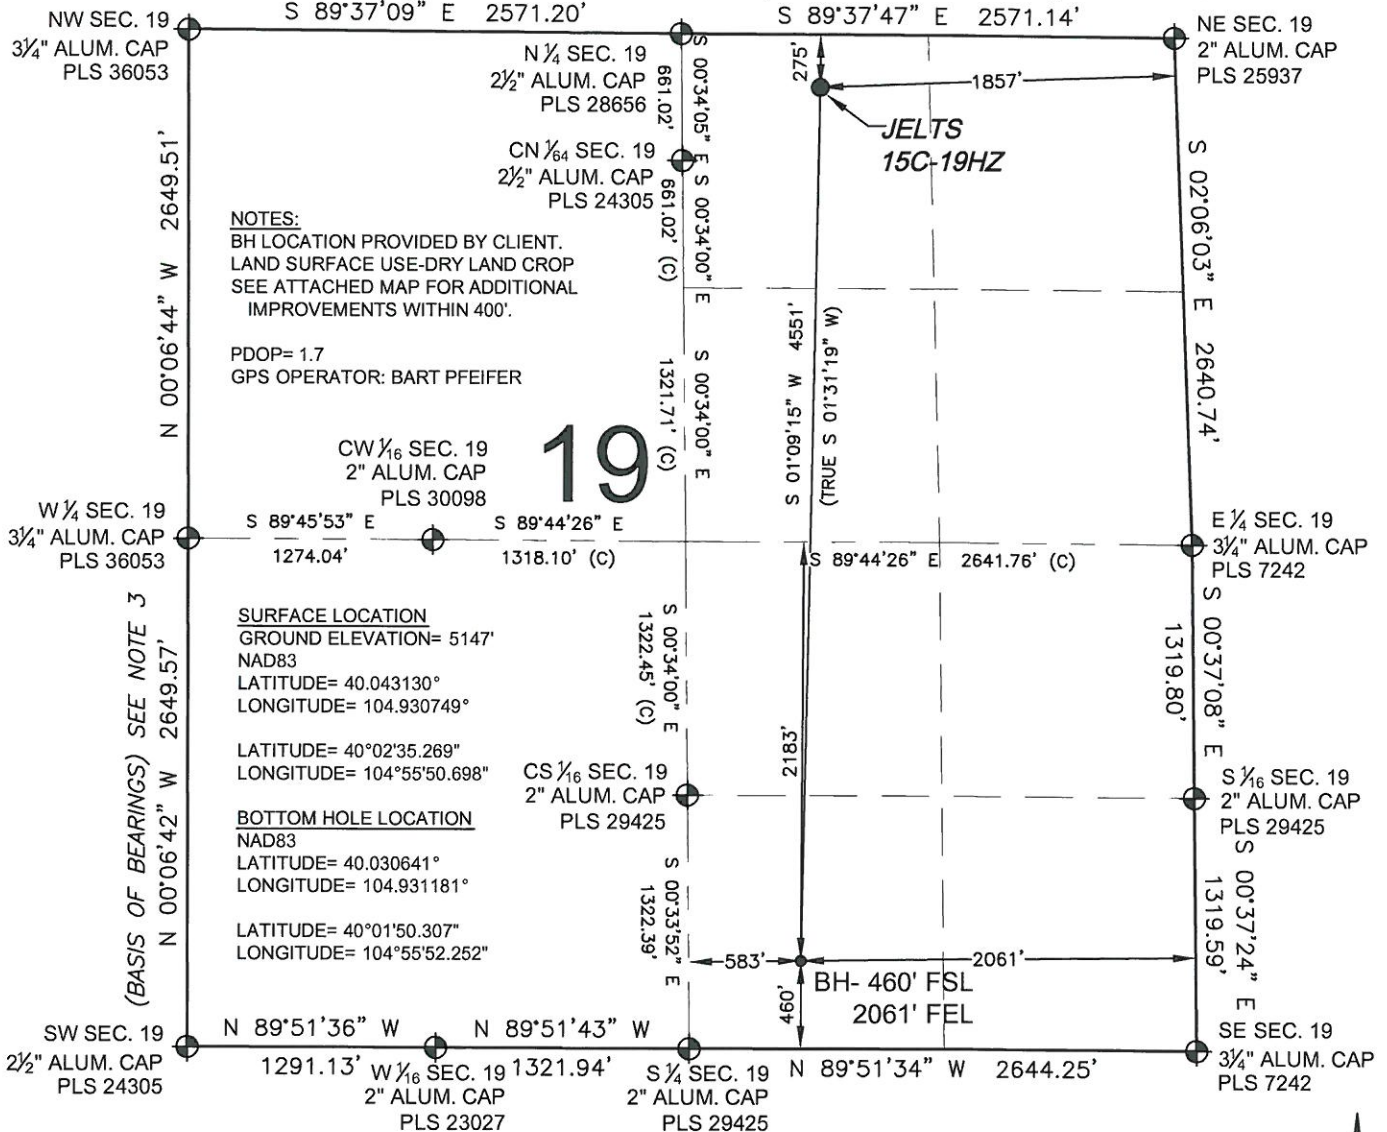 S 89°37'09" E 2571.20'
S 89°37'47" E 2571.14'
NW SEC. 19
3¼" ALUM. CAP
PLS 36053
N ¼ SEC. 19
2½" ALUM. CAP
PLS 28656
NE SEC. 19
2" ALUM. CAP
PLS 25937
275'
1857'
JELTS
15C-19HZ
CN 1/64 SEC. 19
2½" ALUM. CAP
PLS 24305
S 00°34'05" E
661.02'
S 00°34'00" E
661.02' (C)
S 00°34'00" E
1321.71' (C)
N 00°06'44" W 2649.51'
S 02°06'03" E 2640.74'
NOTES:
BH LOCATION PROVIDED BY CLIENT.
LAND SURFACE USE-DRY LAND CROP
SEE ATTACHED MAP FOR ADDITIONAL
IMPROVEMENTS WITHIN 400'.
PDOP= 1.7
GPS OPERATOR: BART PFEIFER
S 01°09'15" W 4551'
(TRUE S 01°31'19" W)
19
CW 1/16 SEC. 19
2" ALUM. CAP
PLS 30098
W ¼ SEC. 19
3¼" ALUM. CAP
PLS 36053
S 89°45'53" E
1274.04'
S 89°44'26" E
1318.10' (C)
S 89°44'26" E 2641.76' (C)
E ¼ SEC. 19
3¼" ALUM. CAP
PLS 7242
SURFACE LOCATION
GROUND ELEVATION= 5147'
NAD83
LATITUDE= 40.043130°
LONGITUDE= 104.930749°
LATITUDE= 40°02'35.269"
LONGITUDE= 104°55'50.698"
BOTTOM HOLE LOCATION
NAD83
LATITUDE= 40.030641°
LONGITUDE= 104.931181°
LATITUDE= 40°01'50.307"
LONGITUDE= 104°55'52.252"
(BASIS OF BEARINGS) SEE NOTE 3
N 00°06'42" W 2649.57'
S 00°34'00" E
1322.45' (C)
2183'
S 00°37'08" E
1319.80'
CS 1/16 SEC. 19
2" ALUM. CAP
PLS 29425
S 1/16 SEC. 19
2" ALUM. CAP
PLS 29425
S 00°33'52" E
1322.39'
S 00°37'24" E
1319.59'
583'
2061'
BH- 460' FSL
2061' FEL
460'
SW SEC. 19
2½" ALUM. CAP
PLS 24305
N 89°51'36" W
1291.13'
W 1/16 SEC. 19
2" ALUM. CAP
PLS 23027
N 89°51'43" W
1321.94'
S ¼ SEC. 19
2" ALUM. CAP
PLS 29425
N 89°51'34" W 2644.25'
SE SEC. 19
3¼" ALUM. CAP
PLS 7242